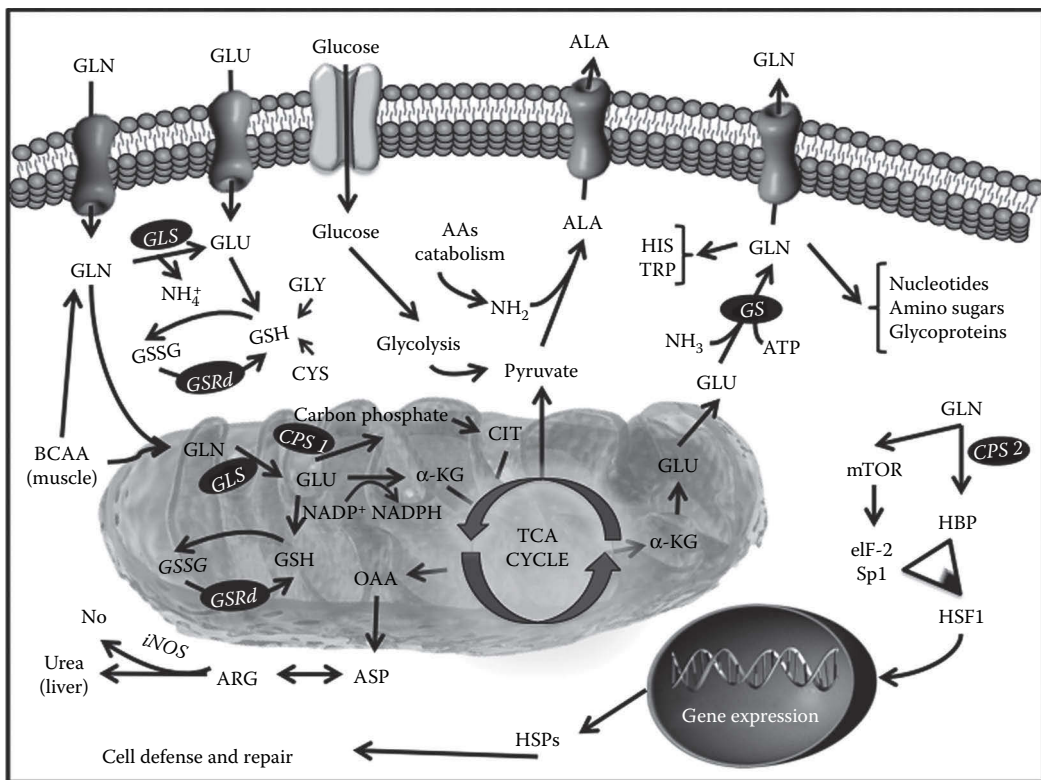 GLN
GLU
Glucose
ALA
GLN
GLS
GLU
GLN
NH₄⁺
GLY
GSH
GSSG
GSRd
CYS
Glucose
AAs
catabolism
NH₂
ALA
Glycolysis
Pyruvate
HIS
TRP
GLN
Nucleotides
Amino sugars
Glycoproteins
GS
NH₃
ATP
GLU
BCAA
(muscle)
Carbon phosphate
CPS 1
CIT
GLN
GLS
GLU
α-KG
NADP⁺ NADPH
GSSG
GSH
GSRd
OAA
TCA
CYCLE
GLU
α-KG
GLN
CPS 2
mTOR
HBP
elF-2
Sp1
HSF1
No
iNOS
Urea
(liver)
ARG
ASP
Gene expression
HSPs
Cell defense and repair